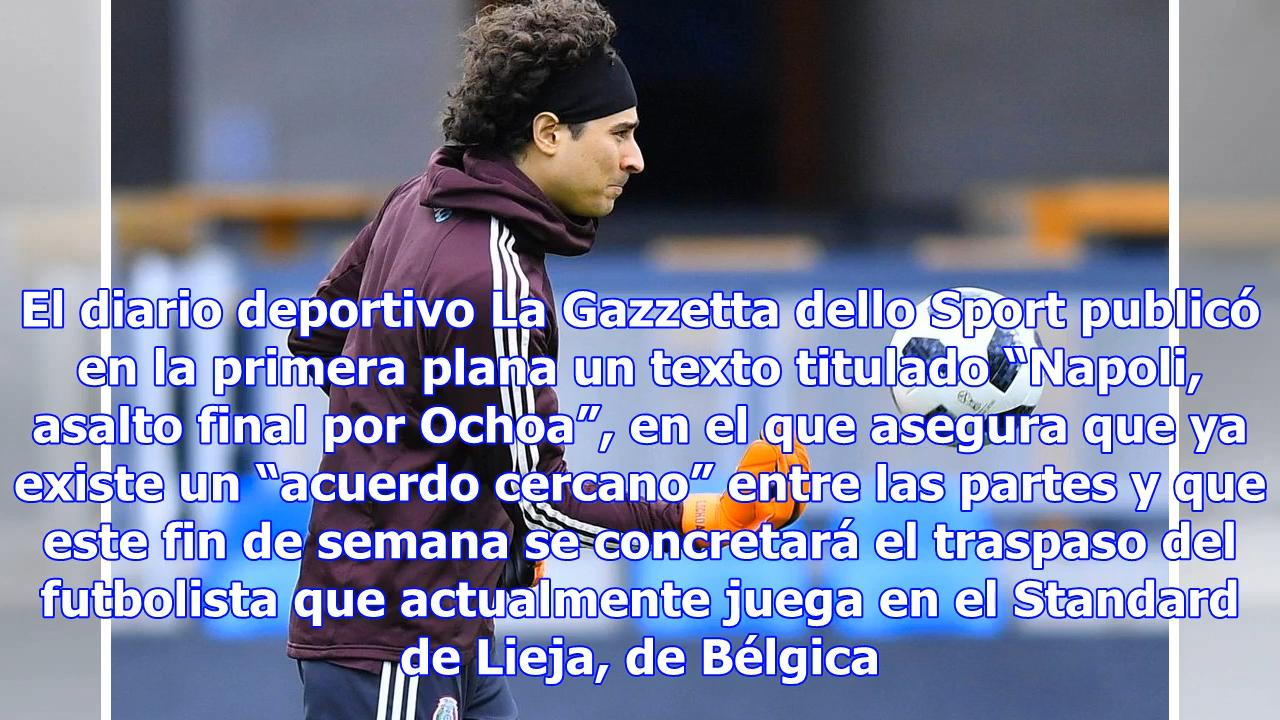 El diario deportivo La Gazzetta dello Sport publicó
en la primera plana un texto titulado “Napoli,
asalto final por Ochoa”, en el que asegura que ya
existe un “acuerdo cercano” entre las partes y que
este fin de semana se concretará el traspaso del
futbolista que actualmente juega en el Standard
de Lieja, de Bélgica